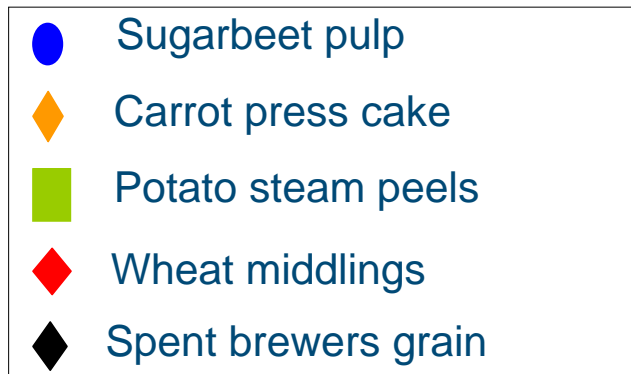 Sugarbeet pulp
Carrot press cake
Potato steam peels
Wheat middlings
Spent brewers grain